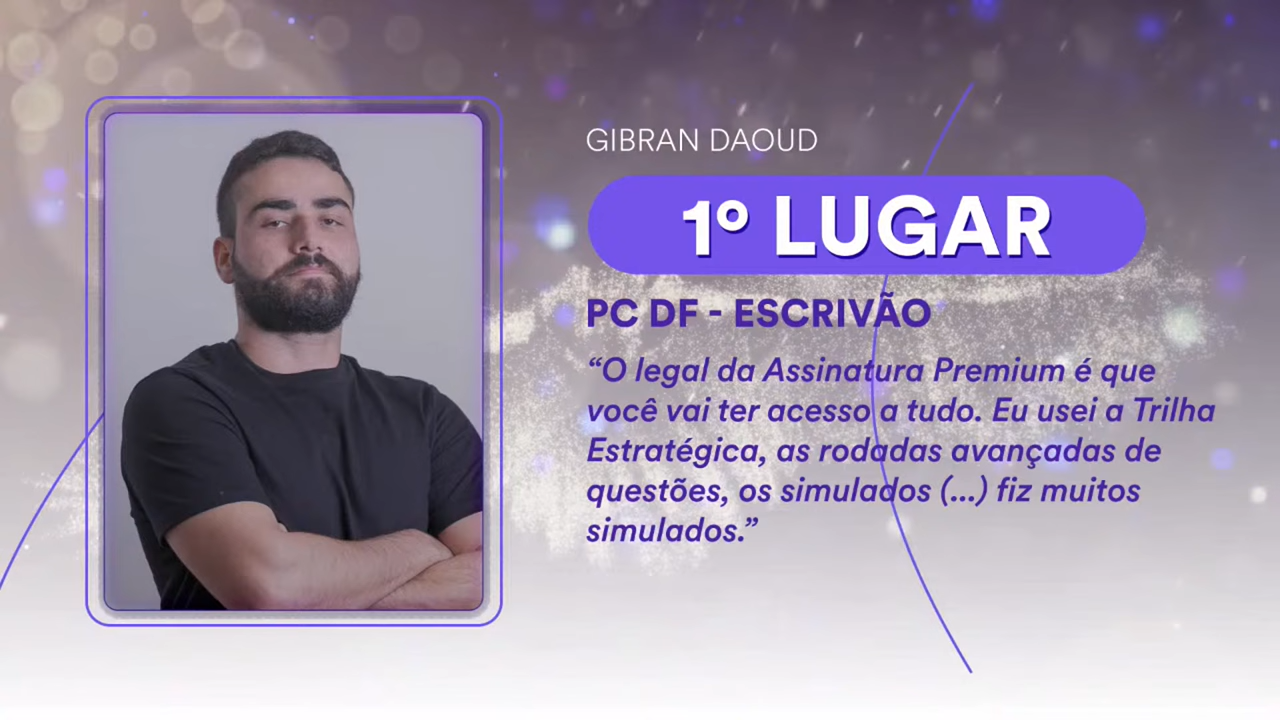 GIBRAN DAOUD
1º LUGAR
PC DF - ESCRIVÃO
“O legal da Assinatura Premium é que
você vai ter acesso a tudo. Eu usei a Trilha
Estratégica, as rodadas avançadas de
questões, os simulados (...) fiz muitos
simulados.”